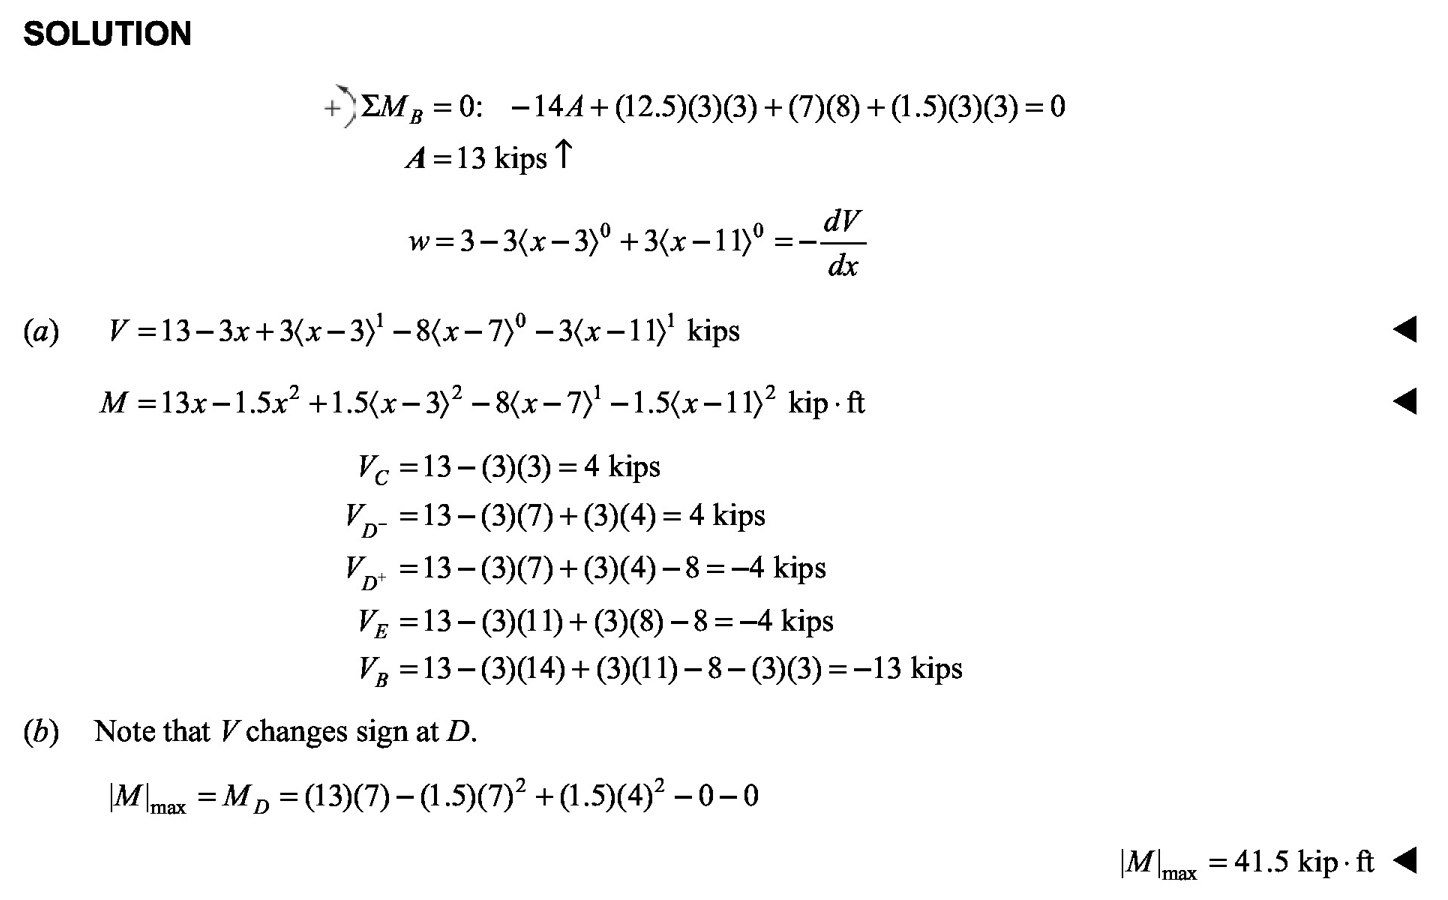 SOLUTION
+) ΣM_B = 0: −14A + (12.5)(3)(3) + (7)(8) + (1.5)(3)(3) = 0
A = 13 kips ↑
w = 3 − 3⟨x − 3⟩⁰ + 3⟨x − 11⟩⁰ = − dV/dx
(a) V = 13 − 3x + 3⟨x − 3⟩¹ − 8⟨x − 7⟩⁰ − 3⟨x − 11⟩¹ kips ◀
M = 13x − 1.5x² + 1.5⟨x − 3⟩² − 8⟨x − 7⟩¹ − 1.5⟨x − 11⟩² kip · ft ◀
V_C = 13 − (3)(3) = 4 kips
V_D⁻ = 13 − (3)(7) + (3)(4) = 4 kips
V_D⁺ = 13 − (3)(7) + (3)(4) − 8 = −4 kips
V_E = 13 − (3)(11) + (3)(8) − 8 = −4 kips
V_B = 13 − (3)(14) + (3)(11) − 8 − (3)(3) = −13 kips
(b) Note that V changes sign at D.
|M|_max = M_D = (13)(7) − (1.5)(7)² + (1.5)(4)² − 0 − 0
|M|_max = 41.5 kip · ft ◀